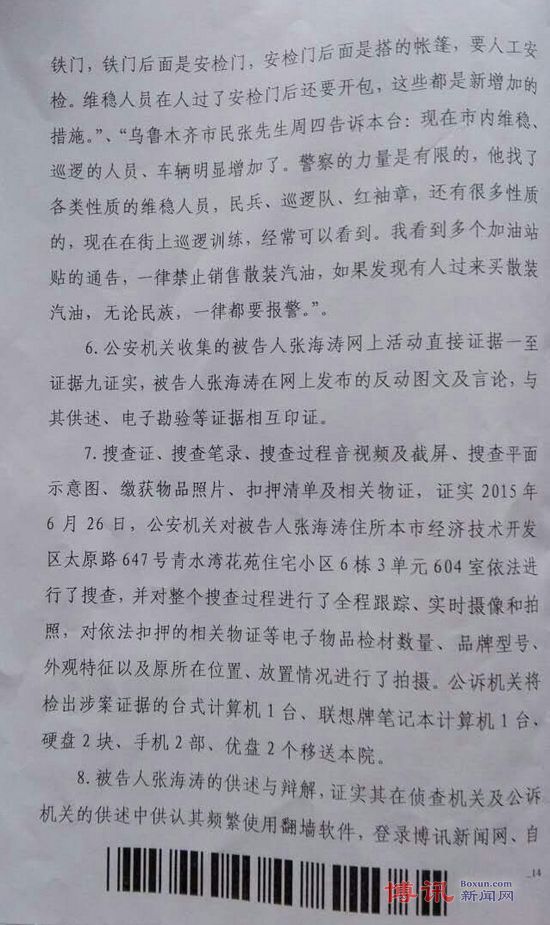 铁门，铁门后面是安检门，安检门后面是搭的帐篷，要人工安
检。维稳人员在人过了安检门后还要开包，这些都是新增加的
措施。”、“乌鲁木齐市民张先生周四告诉本台：现在市内维稳、
巡逻的人员、车辆明显增加了。警察的力量是有限的，他找了
各类性质的维稳人员，民兵、巡逻队、红袖章，还有很多性质
的，现在在街上巡逻训练，经常可以看到。我看到多个加油站
贴的通告，一律禁止销售散装汽油，如果发现有人过来买散装
汽油，无论民族，一律都要报警。”。
6.公安机关收集的被告人张海涛网上活动直接证据一至
证据九证实，被告人张海涛在网上发布的反动图文及言论，与
其供述、电子勘验等证据相互印证。
7.搜查证、搜查笔录、搜查过程音视频及截屏、搜查平面
示意图、缴获物品照片、扣押清单及相关物证，证实2015年
6月26日，公安机关对被告人张海涛住所本市经济技术开发
区太原路647号青水湾花苑住宅小区6栋3单元604室依法进
行了搜查，并对整个搜查过程进行了全程跟踪、实时摄像和拍
照，对依法扣押的相关物证等电子物品检材数量、品牌型号、
外观特征以及原所在位置、放置情况进行了拍摄。公诉机关将
检出涉案证据的台式计算机1台、联想牌笔记本计算机1台、
硬盘2块、手机2部、优盘2个移送本院。
8.被告人张海涛的供述与辩解，证实其在侦查机关及公诉
机关的供述中供认其频繁使用翻墙软件，登录博讯新闻网、自
14
博讯 Boxun.com 新闻网